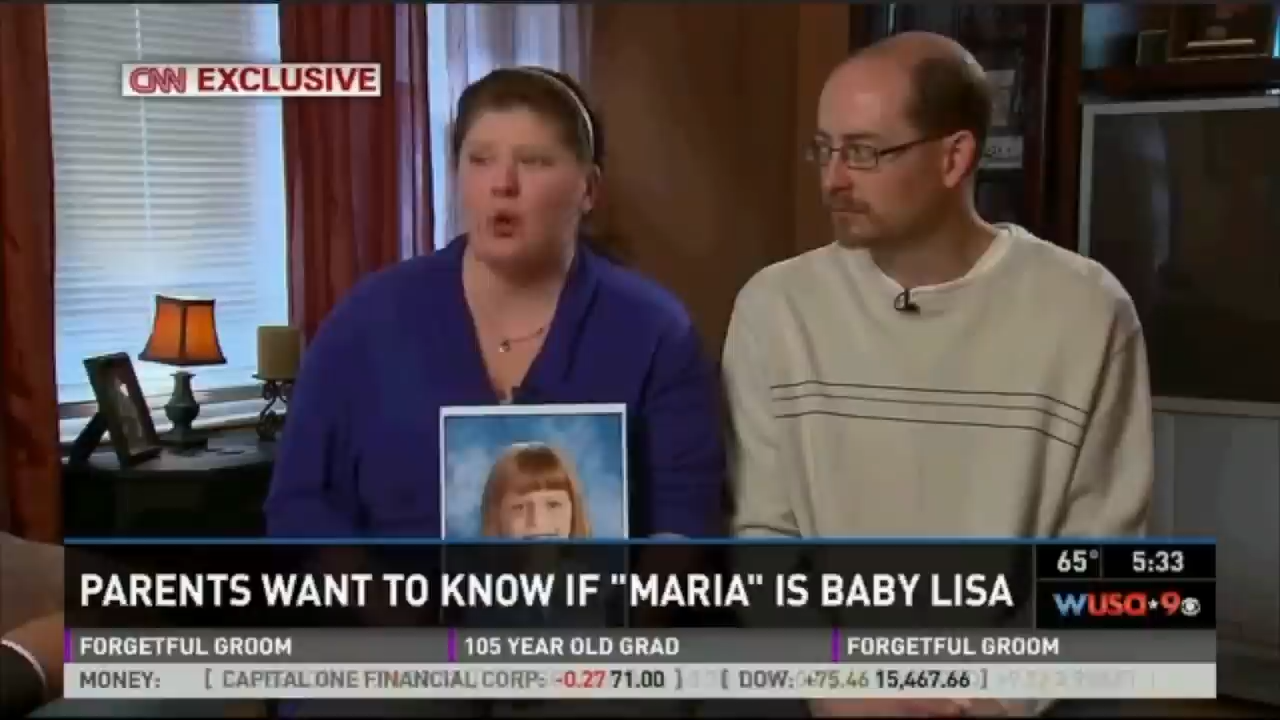 CNN EXCLUSIVE
PARENTS WANT TO KNOW IF "MARIA" IS BABY LISA
65° 5:33
WUSA★9
FORGETFUL GROOM 105 YEAR OLD GRAD FORGETFUL GROOM
MONEY: [ CAPITAL ONE FINANCIAL CORP: -0.27 71.00 ] [ DOW: +75.46 15,467.66 ]